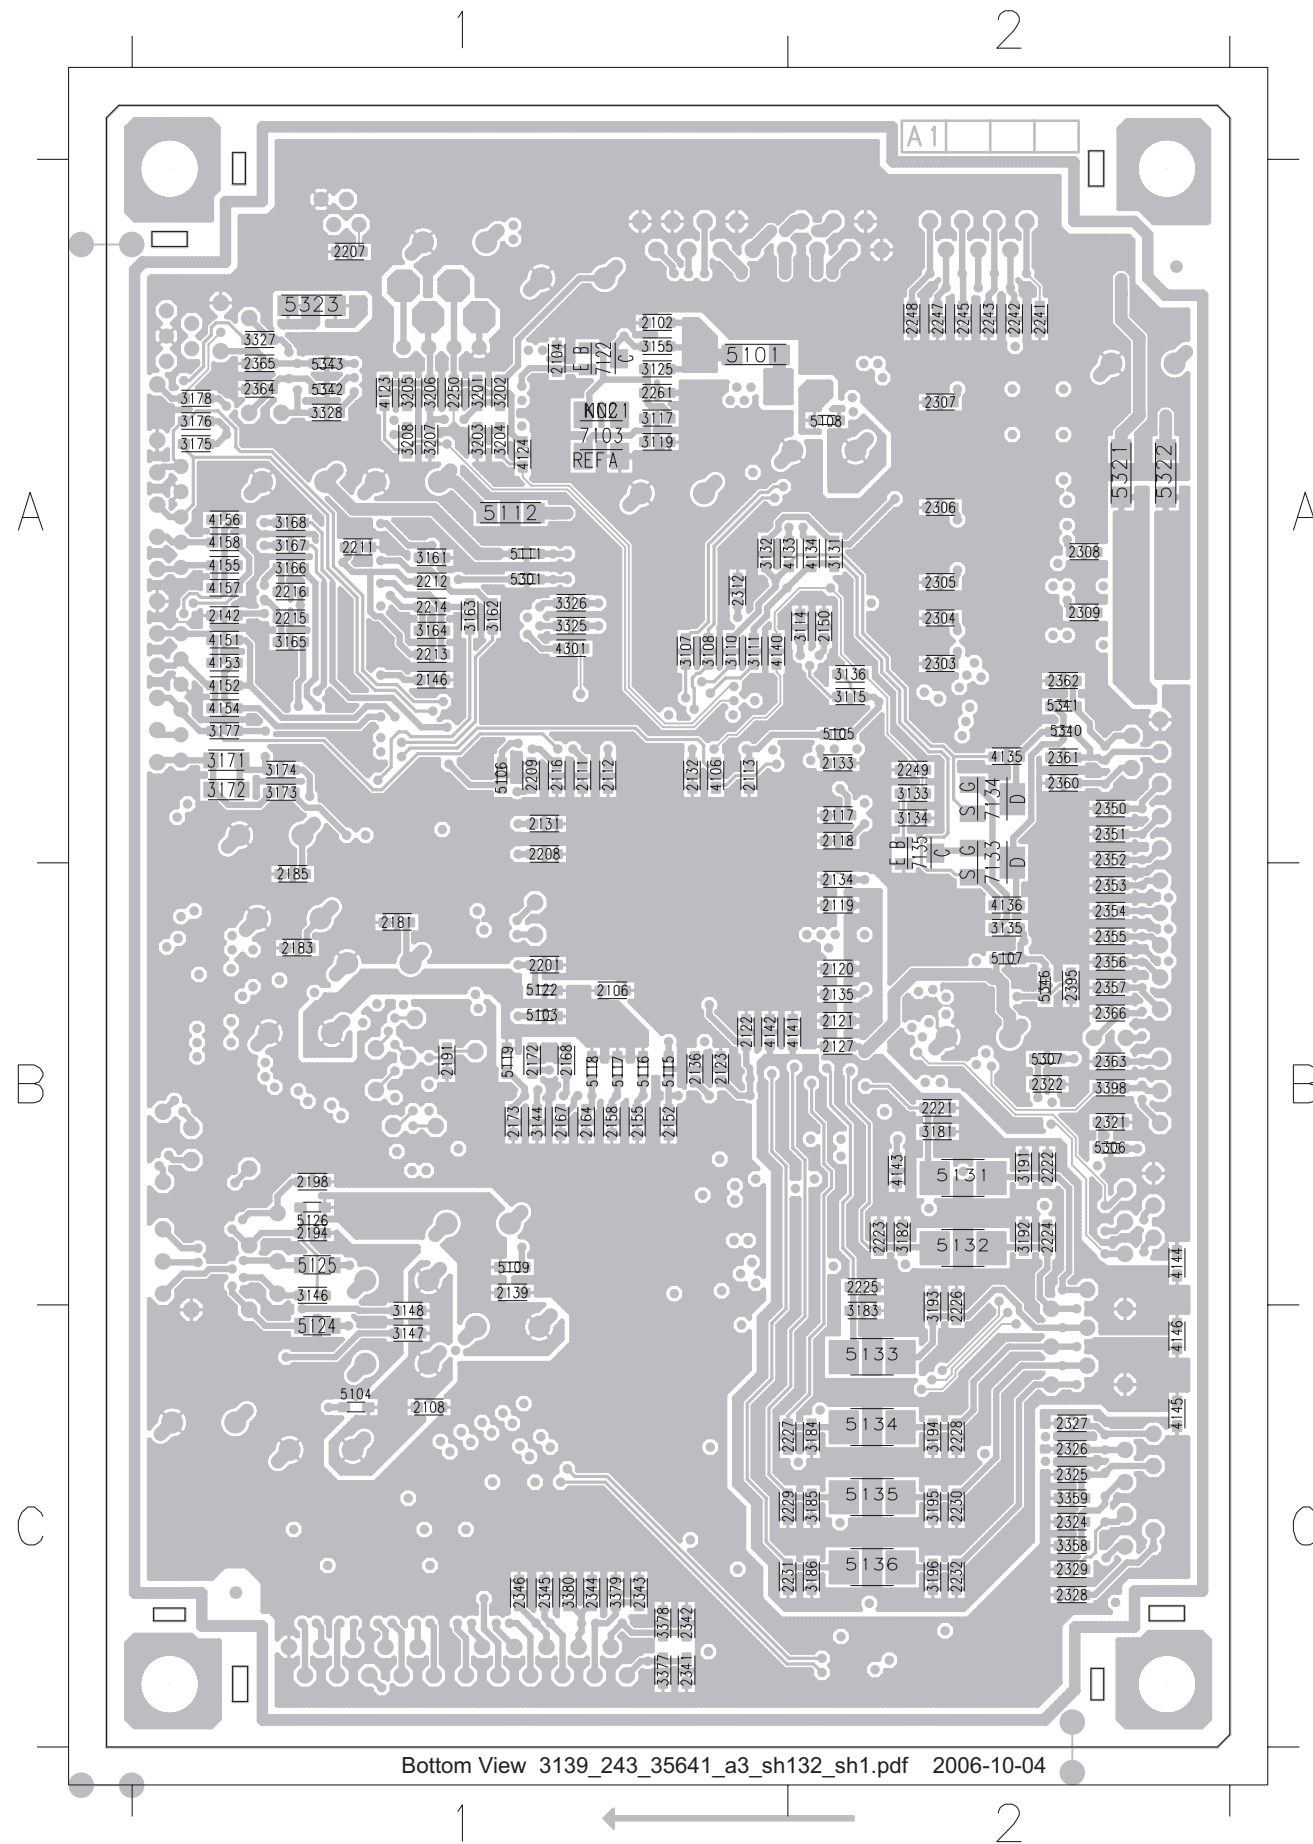 1 2
A1
2207
5323
2248 2247 2245 2243 2242 2241
3327 2102
2365 5343 2104 E B 7122 C 3155 5101
2364 5342 3125
3178 3328 4123 3205 3206 2250 3201 3202 2261 2307
3176 KN021 3117 5108
3175 3208 3207 3203 3204 4124 7103 3119
REFA 5321 5322
A A
5112 2306
4156 3168
4158 3167 2211 3161 5111 3132 4133 4134 3131 2308
4155 3166
4157 2216 2212 5301 2312 2305
2142 2215 2214 3163 3162 3326 3114 2150 2304 2309
4151 3165 3164 3325
4153 2213 4301 3107 3108 3110 3111 4140 2303
4152 2146 3136 2362
4154 3115 5341
3177 5105 5340
3171 3174 5106 2209 2116 2111 2112 2132 4106 2113 2133 2249 4135 2361
3172 3173 3133 S G 7134 D 2360
2131 2117 3134 2350
2208 2118 E B 7135 C S G 7133 D 2351
2352
2185 2134 2353
2181 2119 4136 2354
2183 3135 2355
2201 2120 5107 2356
5122 2106 2135 5346 2395 2357
5103 2122 4142 4141 2121 2366
2191 5119 2172 2168 5118 5117 5116 5115 2136 2123 2127 5307 2363
B B
2322 3398
2173 3144 2167 2164 2158 2155 2152 2221 2321
3181 5306
2198 4143 5131 3191 2222
5126
2194 2223 3182 5132 3192 2224
5125 5109 4144
3146 2139 2225 3193 2226
3148 3183
5124 3147 4146
5133
5104 2108 4145
2227 3184 5134 3194 2228 2327
2326
2325
2229 3185 5135 3195 2230 3359
C C
2324
3358
2231 3186 5136 3196 2232 2329
2346 2345 3380 2344 3379 2343 2328
3378 2342
3377 2341
Bottom View 3139_243_35641_a3_sh132_sh1.pdf 2006-10-04
1 2